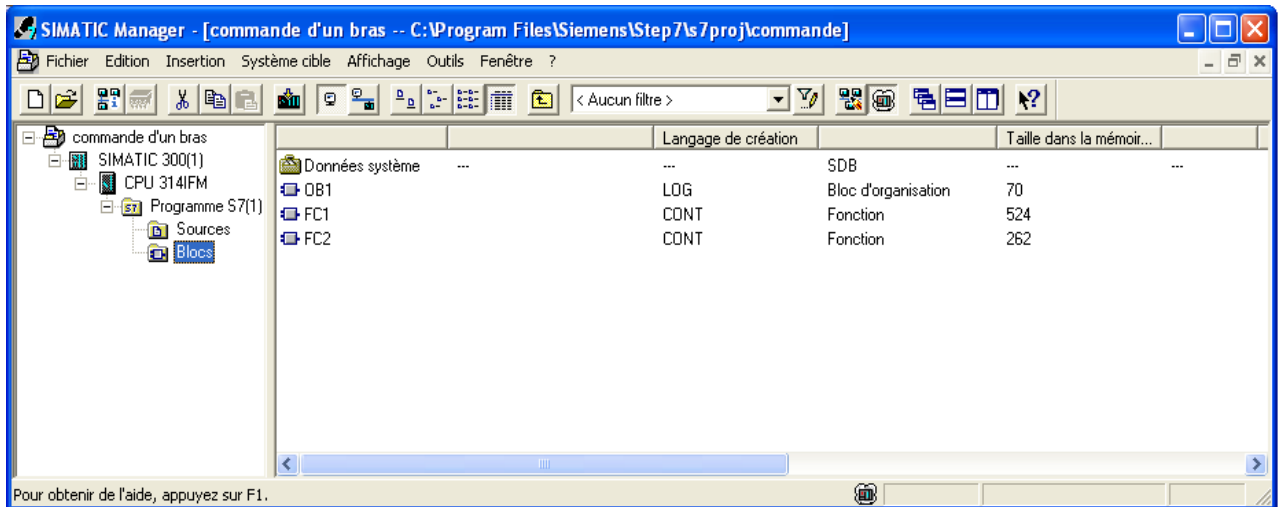 SIMATIC Manager - [commande d'un bras -- C:\Program Files\Siemens\Step7\s7proj\commande]
Fichier Edition Insertion Système cible Affichage Outils Fenêtre ?
< Aucun filtre >
commande d'un bras
SIMATIC 300(1)
CPU 314IFM
Programme S7(1)
Sources
Blocs
Langage de création Taille dans la mémoir...
Données système --- --- SDB --- ---
OB1 LOG Bloc d'organisation 70
FC1 CONT Fonction 524
FC2 CONT Fonction 262
Pour obtenir de l'aide, appuyez sur F1.